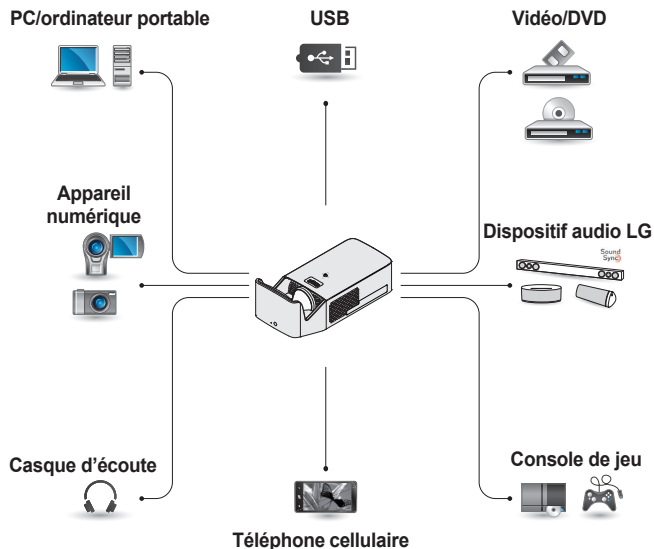 PC/ordinateur portable
USB
Vidéo/DVD
Appareil
numérique
Dispositif audio LG
Sound
Sync
Casque d'écoute
Console de jeu
Téléphone cellulaire